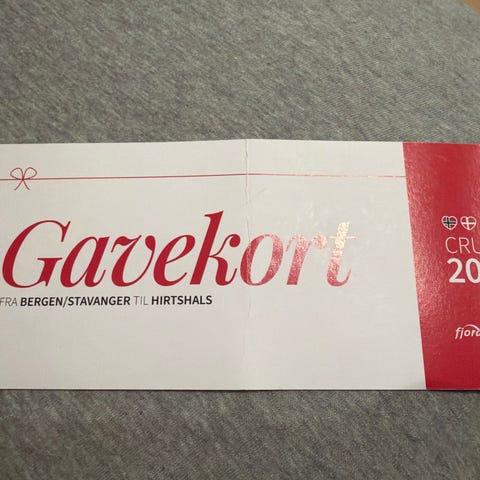 Gavekort
FRA BERGEN/STAVANGER TIL HIRTSHALS
CRU
20
fjord